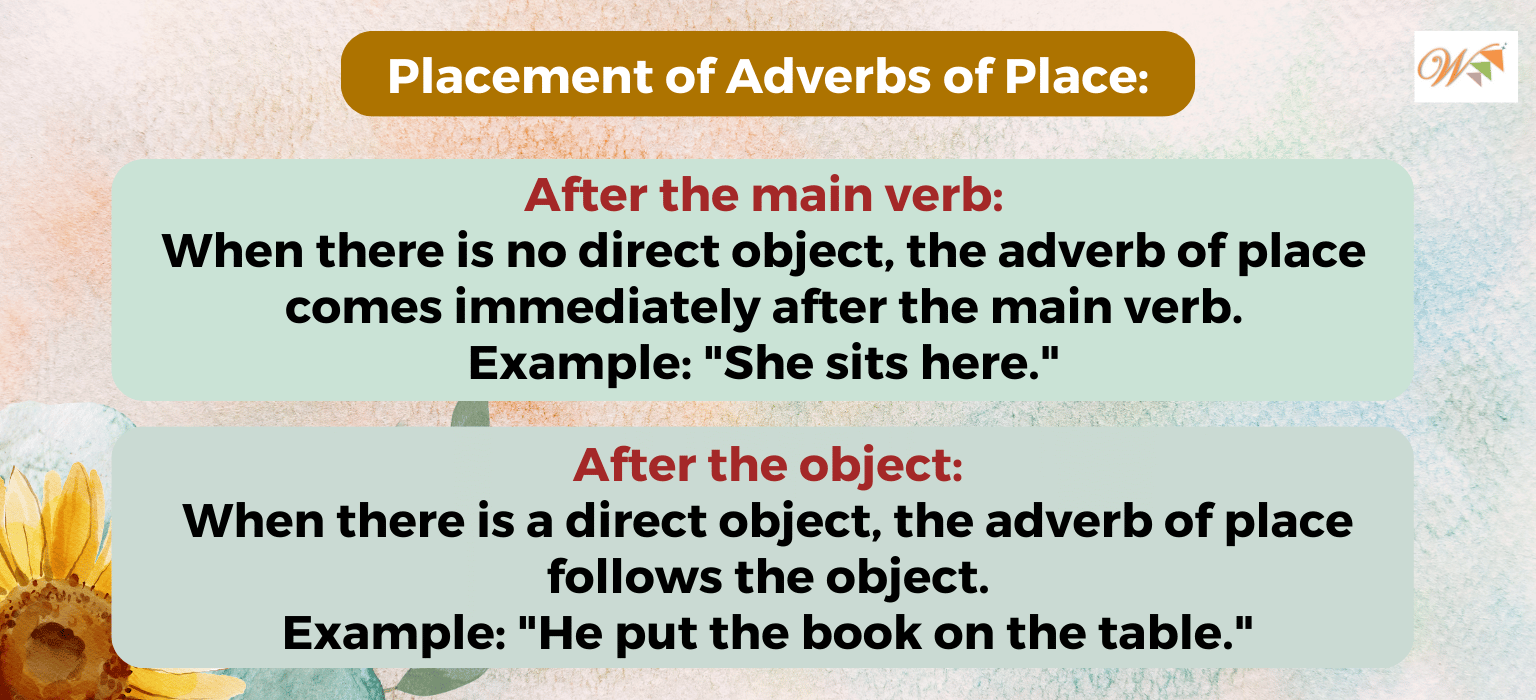 Placement of Adverbs of Place:
W
After the main verb:
When there is no direct object, the adverb of place
comes immediately after the main verb.
Example: "She sits here."
After the object:
When there is a direct object, the adverb of place
follows the object.
Example: "He put the book on the table."